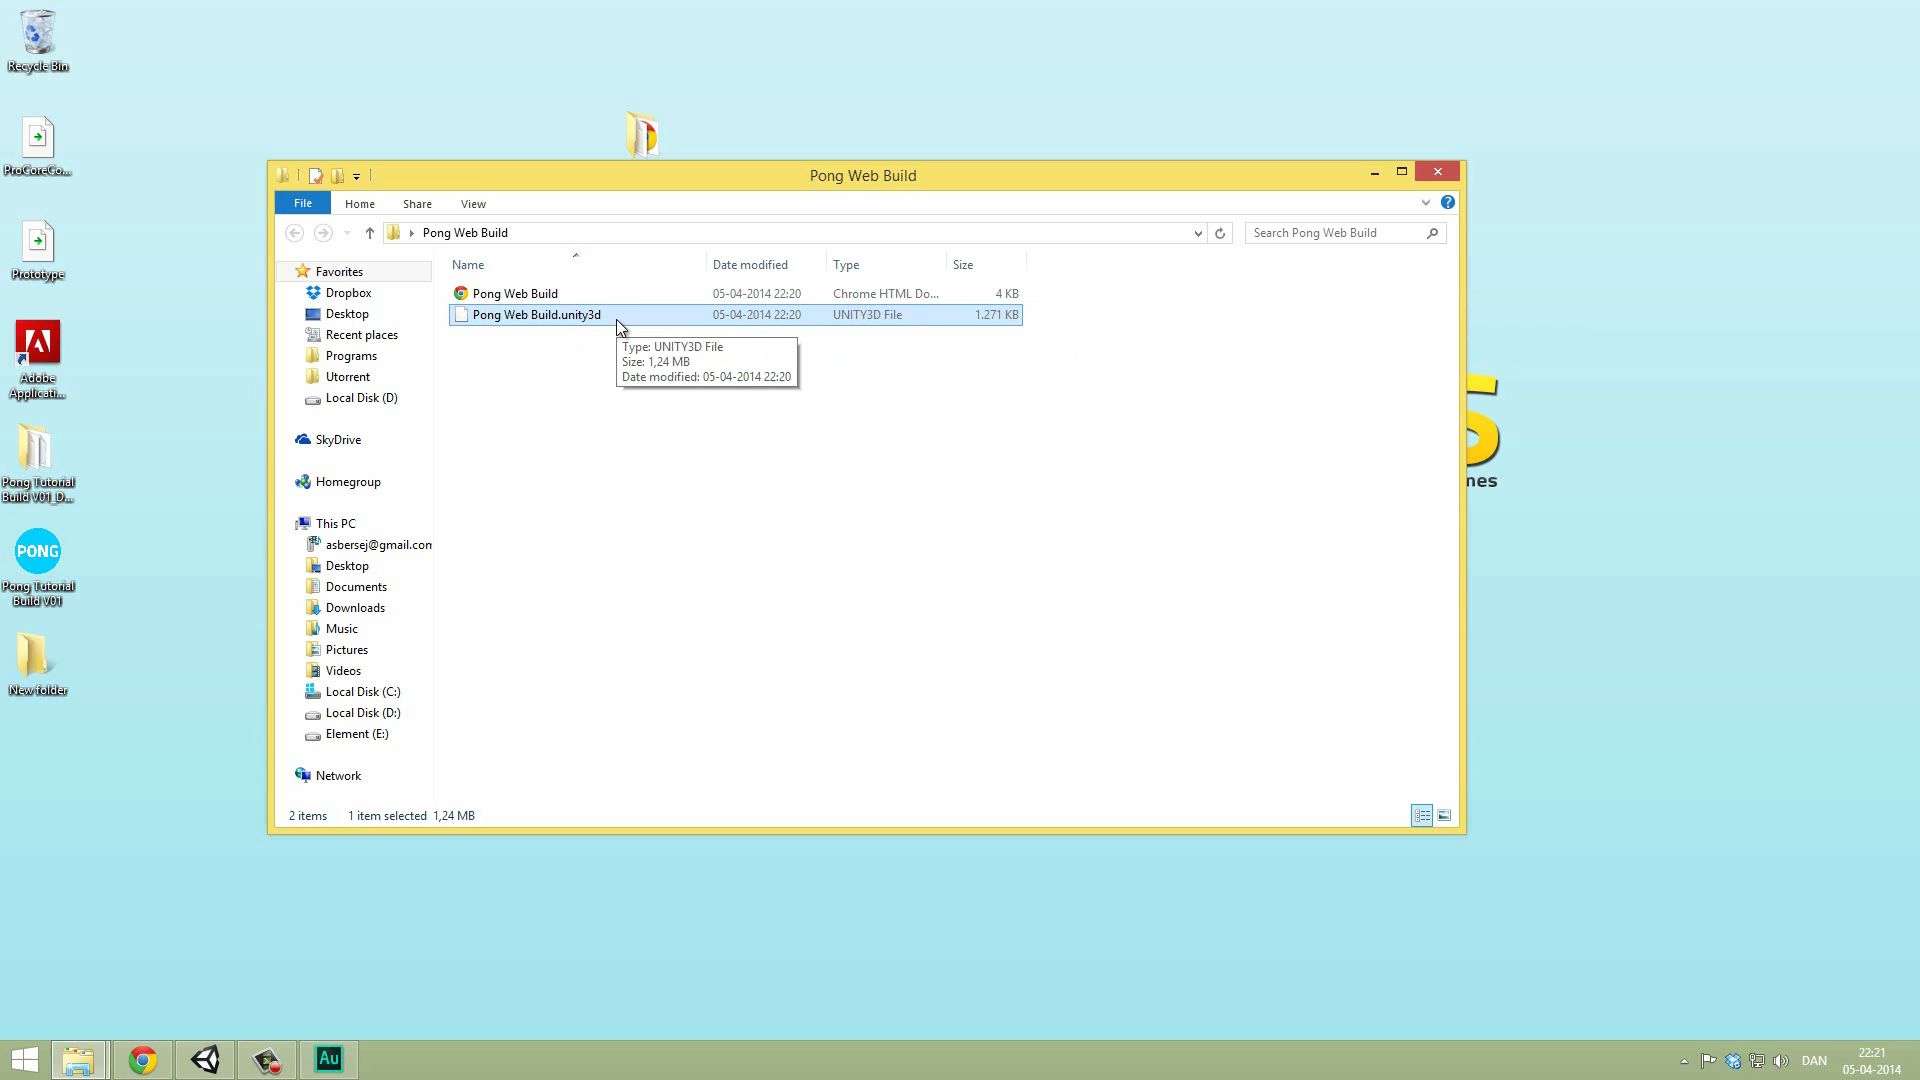 Recycle Bin
ProCoreCo...
Prototype
Adobe
Applicati...
Pong Tutorial
Build V01_D...
PONG
Pong Tutorial
Build V01
New folder
Pong Web Build
File Home Share View
Pong Web Build
Search Pong Web Build
Name Date modified Type Size
Pong Web Build 05-04-2014 22:20 Chrome HTML Do... 4 KB
Pong Web Build.unity3d 05-04-2014 22:20 UNITY3D File 1.271 KB
Type: UNITY3D File
Size: 1,24 MB
Date modified: 05-04-2014 22:20
Favorites
Dropbox
Desktop
Recent places
Programs
Utorrent
Local Disk (D)
SkyDrive
Homegroup
This PC
asbersej@gmail.com
Desktop
Documents
Downloads
Music
Pictures
Videos
Local Disk (C:)
Local Disk (D:)
Element (E:)
Network
2 items 1 item selected 1,24 MB
S
mes
Au
DAN
22:21
05-04-2014